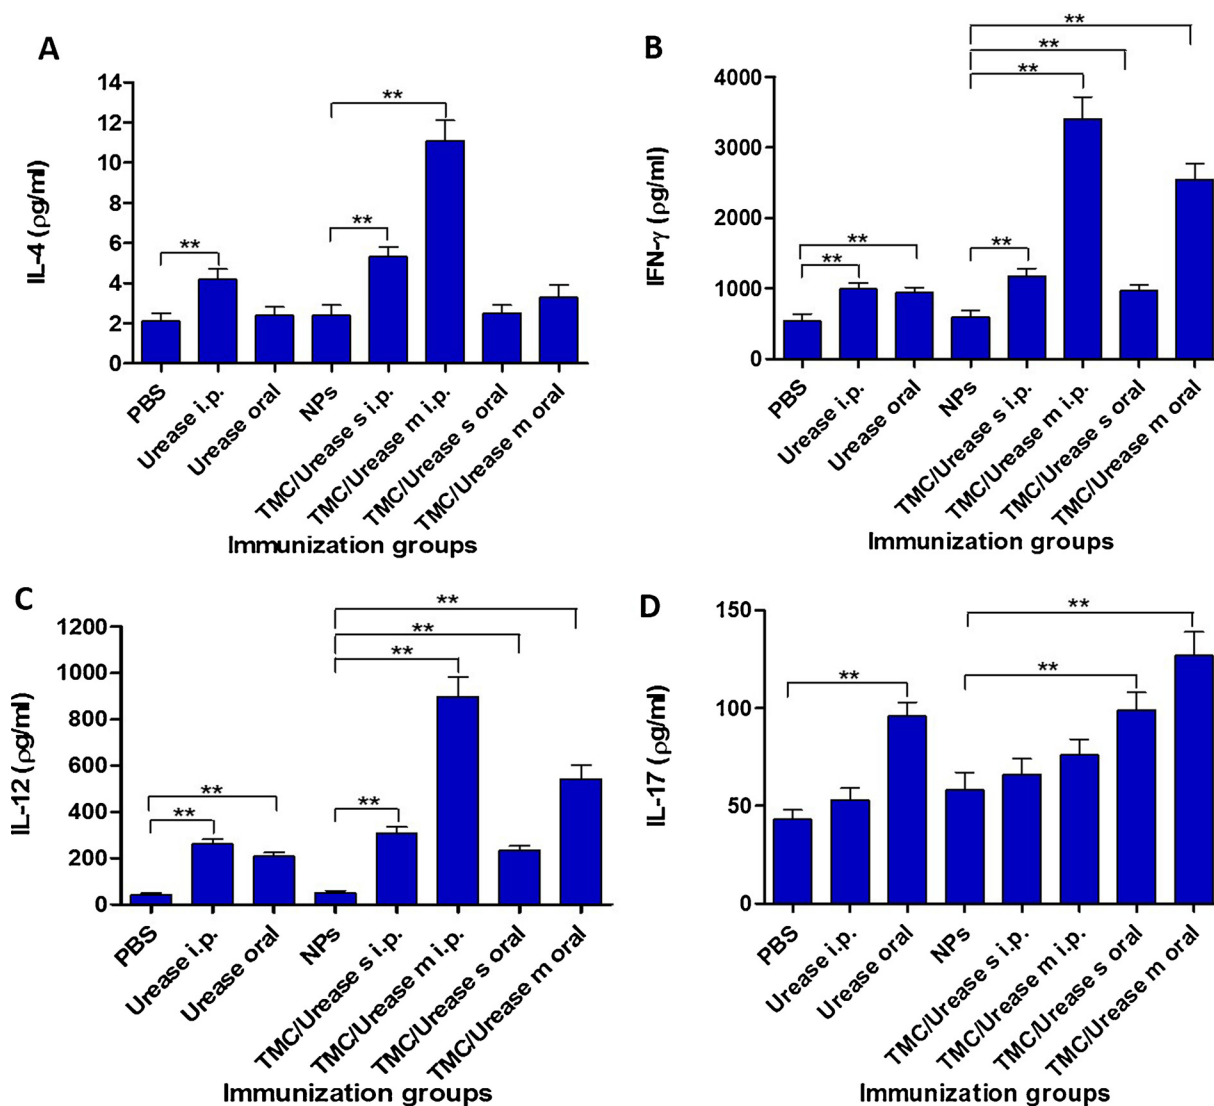 A
IL-4 (ρg/ml)
14
12
10
8
6
4
2
0
**
**
**
PBS
Urease i.p.
Urease oral
NPs
TMC/Urease s i.p.
TMC/Urease m i.p.
TMC/Urease s oral
TMC/Urease m oral
Immunization groups
B
IFN-γ (ρg/ml)
4000
3000
2000
1000
0
**
**
**
**
**
**
PBS
Urease i.p.
Urease oral
NPs
TMC/Urease s i.p.
TMC/Urease m i.p.
TMC/Urease s oral
TMC/Urease m oral
Immunization groups
C
IL-12 (ρg/ml)
1200
1000
800
600
400
200
0
**
**
**
**
**
**
PBS
Urease i.p.
Urease oral
NPs
TMC/Urease s i.p.
TMC/Urease m i.p.
TMC/Urease s oral
TMC/Urease m oral
Immunization groups
D
IL-17 (ρg/ml)
150
100
50
0
**
**
**
PBS
Urease i.p.
Urease oral
NPs
TMC/Urease s i.p.
TMC/Urease m i.p.
TMC/Urease s oral
TMC/Urease m oral
Immunization groups